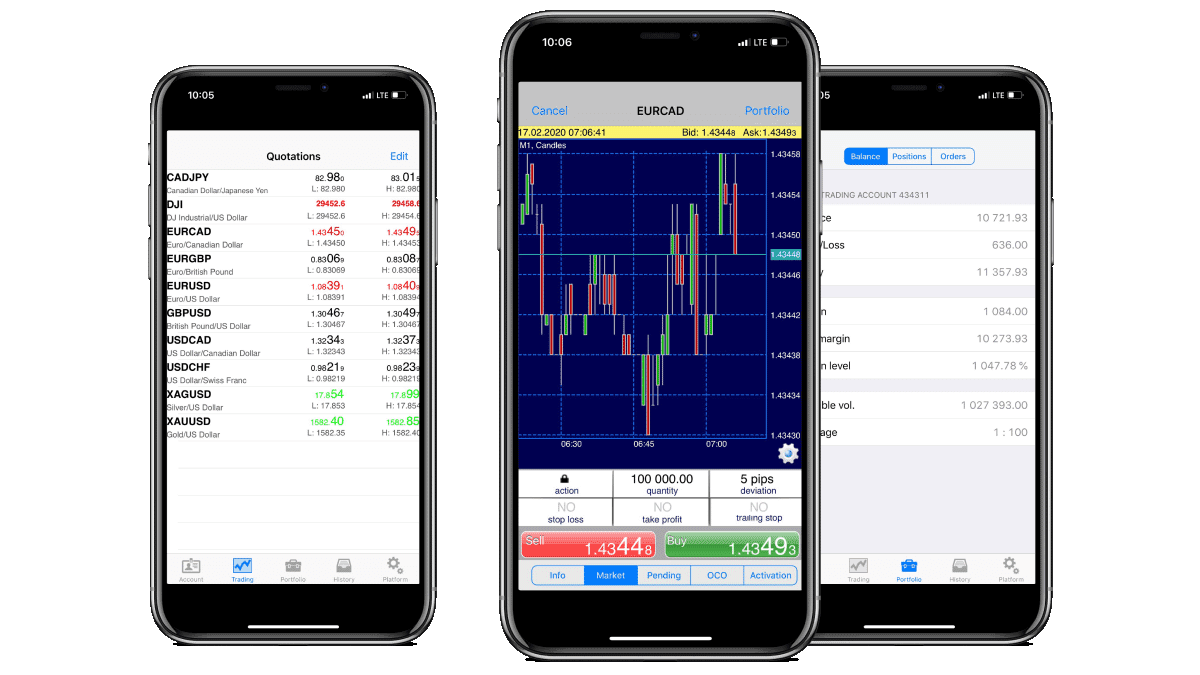 10:05
LTE
Quotations
Edit
CADJPY 82.980 83.01
Canadian Dollar/Japanese Yen L: 82.980 H: 82.980
DJI 29452.6 29458.6
DJ Industrial/US Dollar L: 29452.6 H: 29454.6
EURCAD 1.43450 1.4349
Euro/Canadian Dollar L: 1.43450 H: 1.43453
EURGBP 0.83069 0.8308
Euro/British Pound L: 0.83069 H: 0.83069
EURUSD 1.08391 1.0840
Euro/US Dollar L: 1.08391 H: 1.08394
GBPUSD 1.30467 1.3049
British Pound/US Dollar L: 1.30467 H: 1.30467
USDCAD 1.32343 1.3237
US Dollar/Canadian Dollar L: 1.32343 H: 1.32343
USDCHF 0.98219 0.9823
US Dollar/Swiss Franc L: 0.98219 H: 0.98219
XAGUSD 17.854 17.899
Silver/US Dollar L: 17.853 H: 17.854
XAUUSD 1582.40 1582.85
Gold/US Dollar L: 1582.35 H: 1582.40
Account Trading Portfolio History Platform
10:06
LTE
Cancel EURCAD Portfolio
17.02.2020 07:06:41 Bid: 1.43448 Ask:1.43493
M1, Candles
1.43458
1.43454
1.43450
1.43448
1.43446
1.43442
1.43438
1.43434
1.43430
06:30 06:45 07:00
100 000.00 5 pips
action quantity deviation
NO NO NO
stop loss take profit trailing stop
Sell 1.43448 Buy 1.43493
Info Market Pending OCO Activation
05
LTE
Balance Positions Orders
TRADING ACCOUNT 434311
ce 10 721.93
/Loss 636.00
y 11 357.93
n 1 084.00
margin 10 273.93
n level 1 047.78 %
ble vol. 1 027 393.00
age 1 : 100
Trading Portfolio History Platform